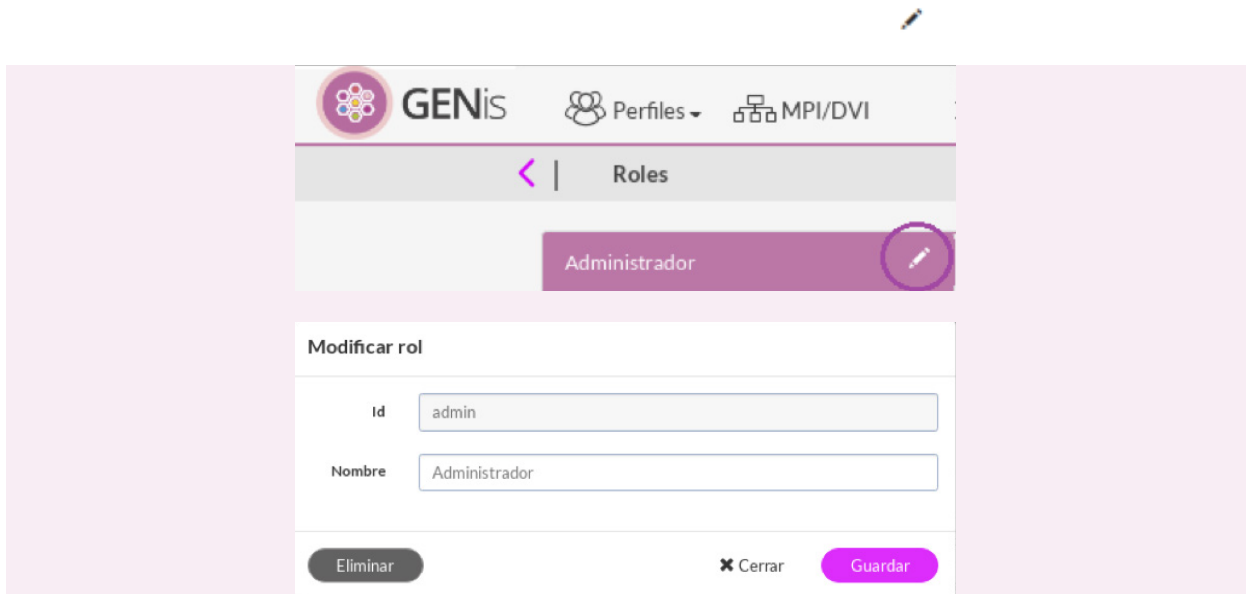 GENis Perfiles MPI/DVI
Roles
Administrador
Modificar rol
Id admin
Nombre Administrador
Eliminar Cerrar Guardar